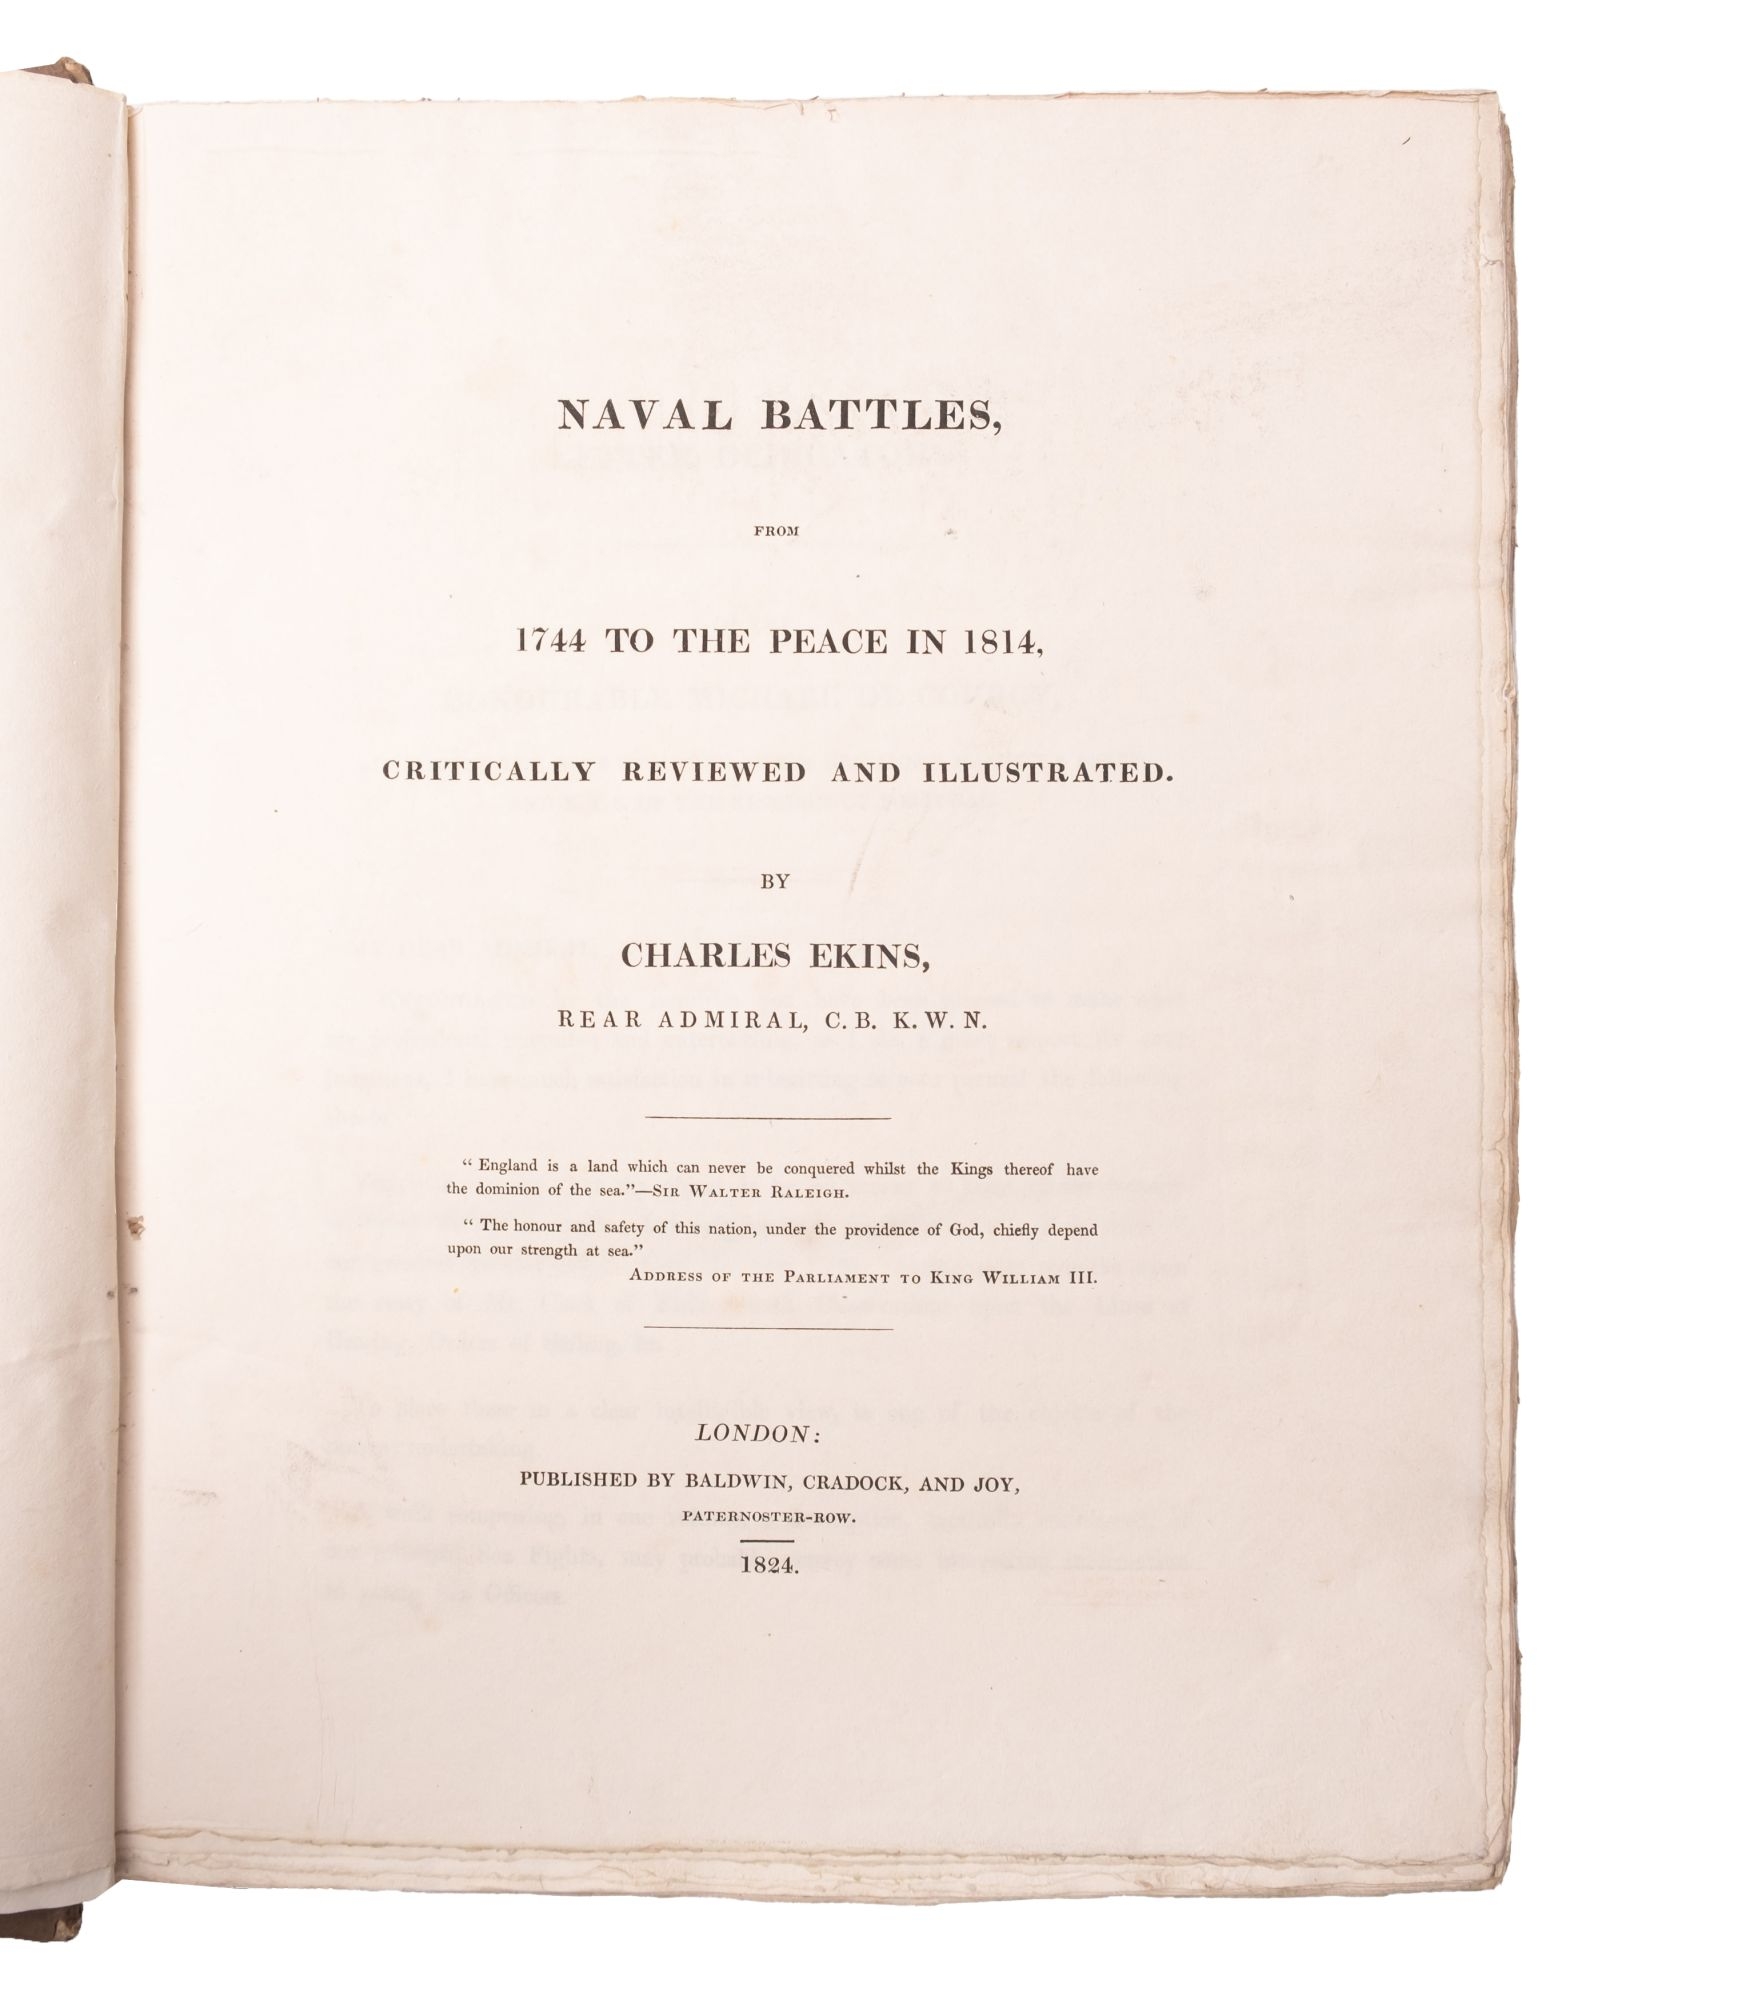 NAVAL BATTLES,
FROM
1744 TO THE PEACE IN 1814,
CRITICALLY REVIEWED AND ILLUSTRATED.
BY
CHARLES EKINS,
REAR ADMIRAL, C. B. K. W. N.
“ England is a land which can never be conquered whilst the Kings thereof have
the dominion of the sea.”—SIR WALTER RALEIGH.
“ The honour and safety of this nation, under the providence of God, chiefly depend
upon our strength at sea.”
ADDRESS OF THE PARLIAMENT TO KING WILLIAM III.
LONDON:
PUBLISHED BY BALDWIN, CRADOCK, AND JOY,
PATERNOSTER-ROW.
1824.